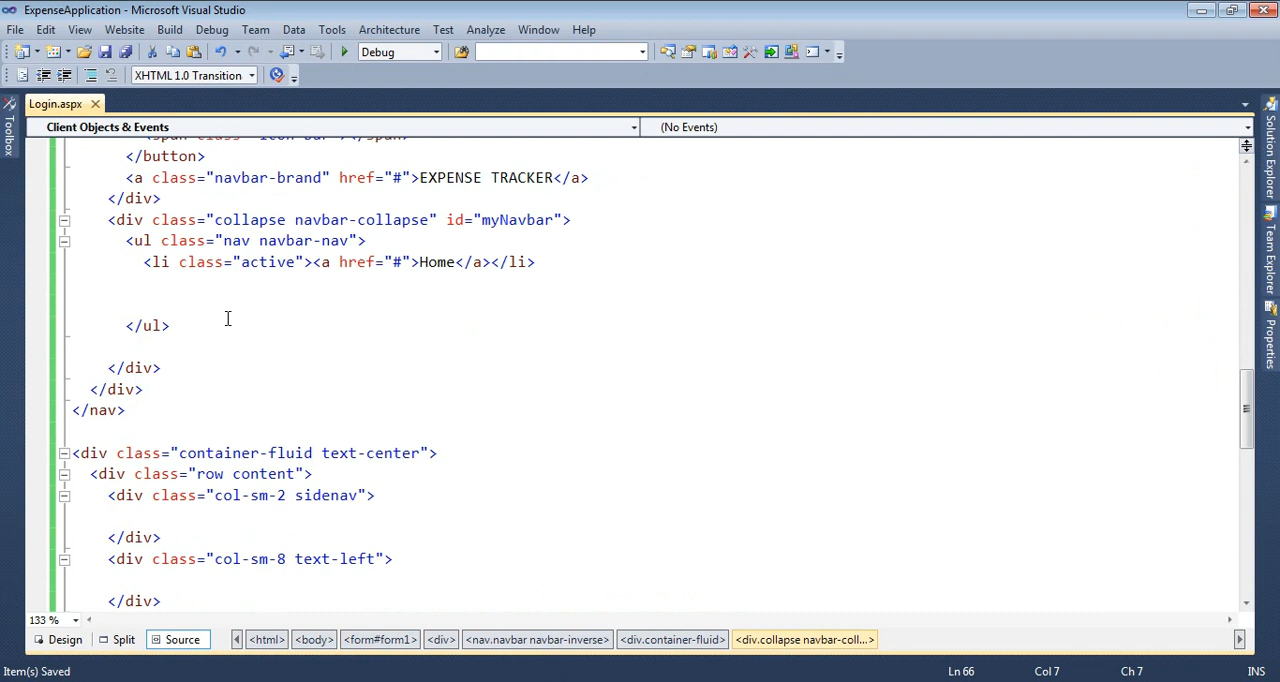 ExpenseApplication - Microsoft Visual Studio
File Edit View Website Build Debug Team Data Tools Architecture Test Analyze Window Help
Debug
XHTML 1.0 Transition
Login.aspx
Client Objects & Events (No Events)
</button>
<a class="navbar-brand" href="#">EXPENSE TRACKER</a>
</div>
<div class="collapse navbar-collapse" id="myNavbar">
<ul class="nav navbar-nav">
<li class="active"><a href="#">Home</a></li>
</ul>
</div>
</div>
</nav>
<div class="container-fluid text-center">
<div class="row content">
<div class="col-sm-2 sidenav">
</div>
<div class="col-sm-8 text-left">
</div>
133 %
Design Split Source <html> <body> <form#form1> <div> <nav.navbar navbar-inverse> <div.container-fluid> <div.collapse navbar-coll...>
Item(s) Saved Ln 66 Col 7 Ch 7 INS
Toolbox
Solution Explorer
Team Explorer
Properties